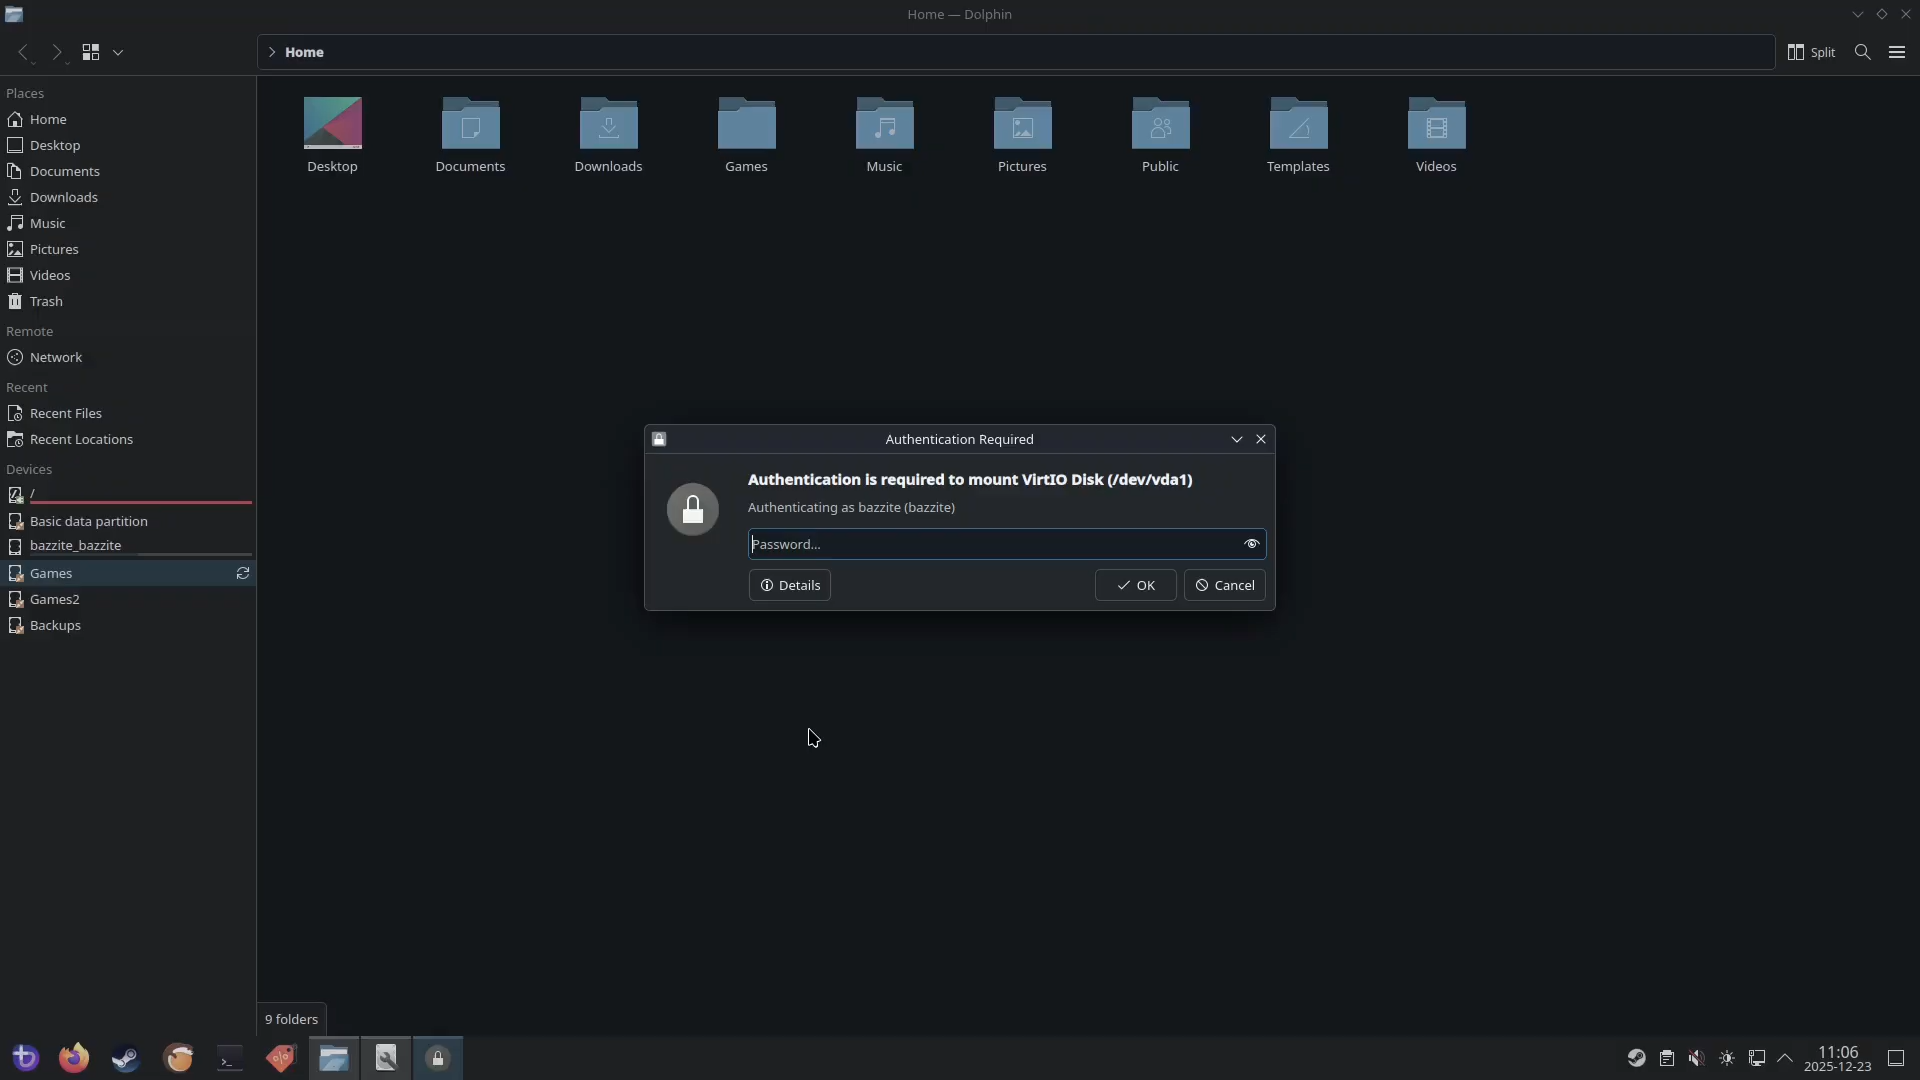 Home — Dolphin
Home
Split
Places
Home
Desktop
Documents
Downloads
Music
Pictures
Videos
Trash
Remote
Network
Recent
Recent Files
Recent Locations
Devices
/
Basic data partition
bazzite_bazzite
Games
Games2
Backups
Desktop
Documents
Downloads
Games
Music
Pictures
Public
Templates
Videos
Authentication Required
Authentication is required to mount VirtIO Disk (/dev/vda1)
Authenticating as bazzite (bazzite)
Password...
Details
OK
Cancel
9 folders
11:06
2025-12-23